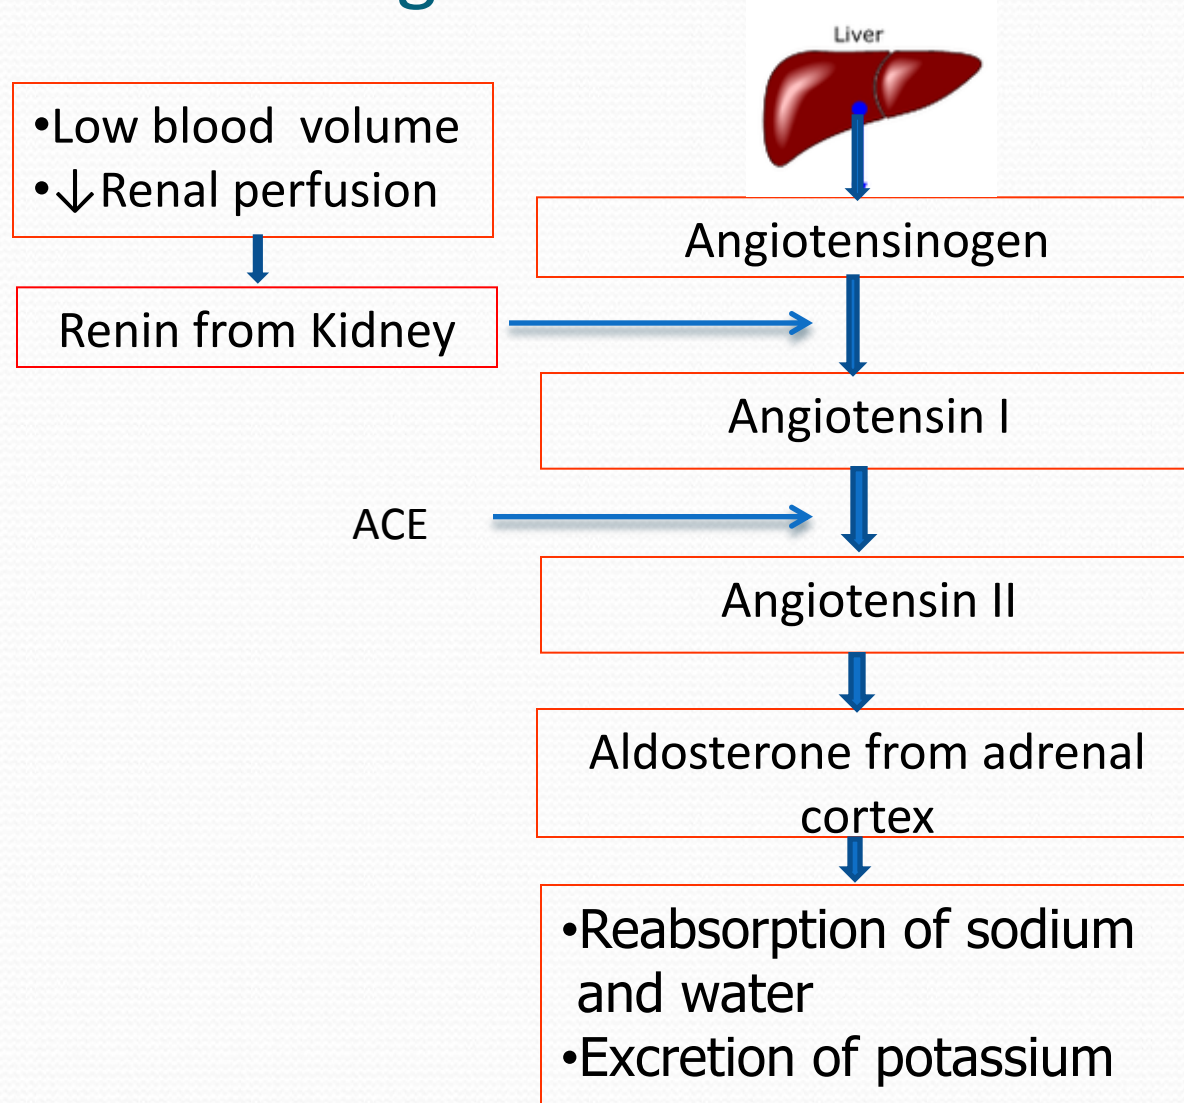 Liver
•Low blood volume
•↓Renal perfusion
Angiotensinogen
Renin from Kidney
Angiotensin I
ACE
Angiotensin II
Aldosterone from adrenal
cortex
•Reabsorption of sodium
and water
•Excretion of potassium